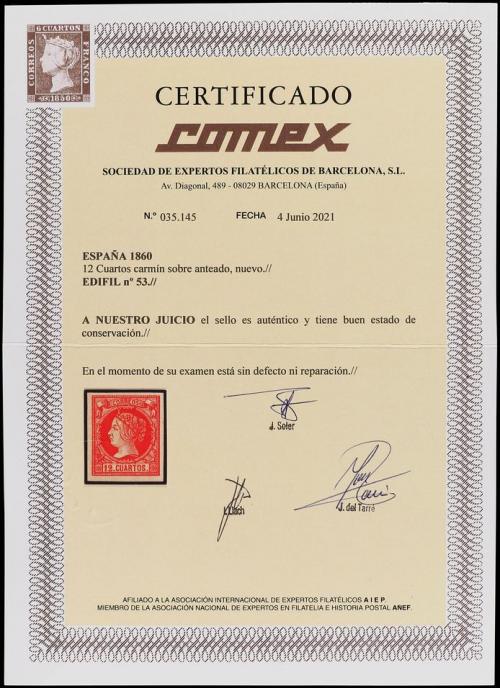 6 CUARTOS
CORREOS
FRANCO
1850
CERTIFICADO
comex
SOCIEDAD DE EXPERTOS FILATÉLICOS DE BARCELONA, S.L.
Av. Diagonal, 489 - 08029 BARCELONA (España)
N.º 035.145 FECHA 4 Junio 2021
ESPAÑA 1860
12 Cuartos carmín sobre anteado, nuevo.//
EDIFIL nº 53.//
A NUESTRO JUICIO el sello es auténtico y tiene buen estado de
conservación.//
En el momento de su examen está sin defecto ni reparación.//
CORREOS
12 CUARTOS.
J. Soler
J. del Tarré
AFILIADO A LA ASOCIACIÓN INTERNACIONAL DE EXPERTOS FILATÉLICOS A I E P.
MIEMBRO DE LA ASOCIACIÓN NACIONAL DE EXPERTOS EN FILATELIA E HISTORIA POSTAL ANEF.